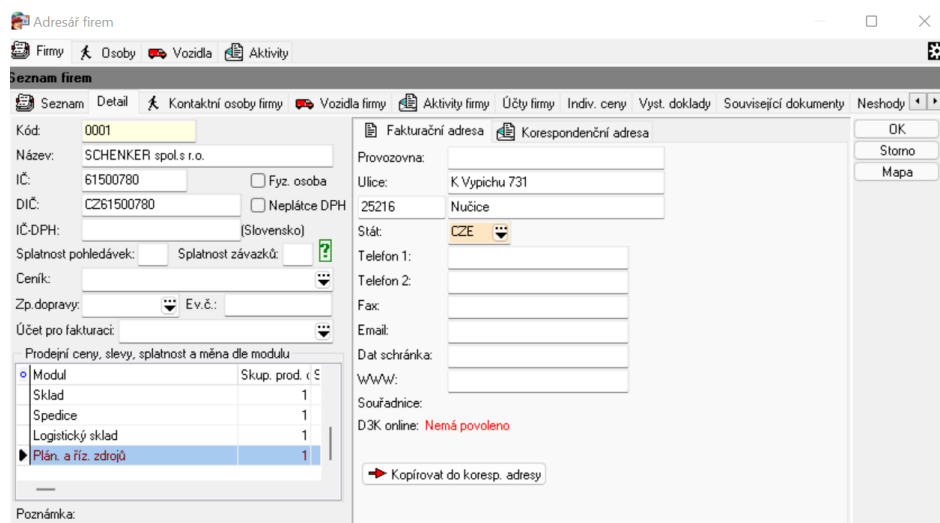 Adresář firem
Firmy Osoby Vozidla Aktivity
Seznam firem
Seznam Detail Kontaktní osoby firmy Vozidla firmy Aktivity firmy Účty firmy Indiv. ceny Vyst. doklady Související dokumenty Neshody
Kód: 0001
Název: SCHENKER spol.s r.o.
IČ: 61500780 Fyz. osoba
DIČ: CZ61500780 Neplátce DPH
IČ-DPH: (Slovensko)
Splatnost pohledávek: Splatnost závazků: ?
Ceník:
Zp.dopravy: Ev.č.:
Účet pro fakturaci:
Prodejní ceny, slevy, splatnost a měna dle modulu
Modul Skup. prod. c S
Sklad 1
Spedice 1
Logistický sklad 1
Plán. a říz. zdrojů 1
Poznámka:
Fakturační adresa Korespondenční adresa
Provozovna:
Ulice: K Vypichu 731
25216 Nučice
Stát: CZE
Telefon 1:
Telefon 2:
Fax:
Email:
Dat schránka:
WWW:
Souřadnice:
D3K online: Nemá povoleno
Kopírovat do koresp. adresy
OK
Storno
Mapa